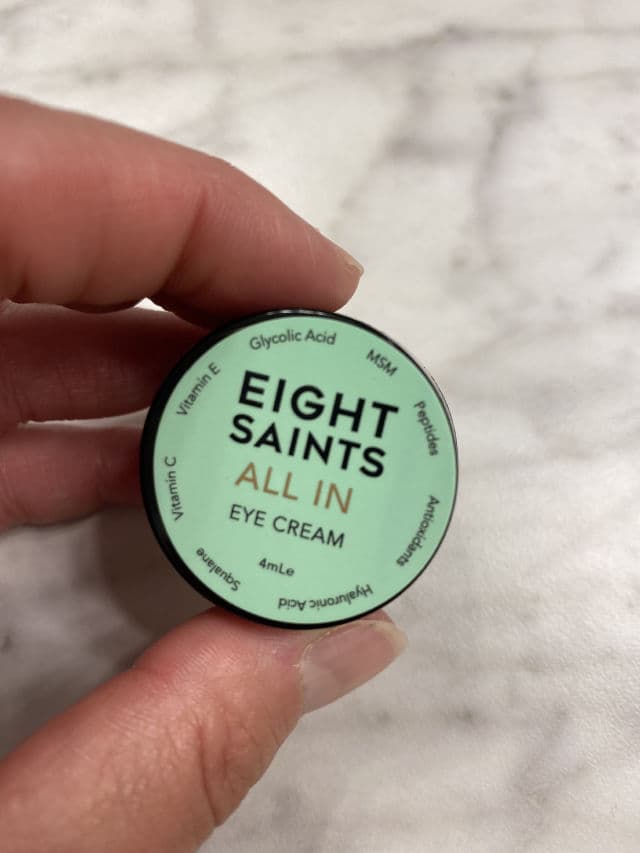 EIGHT
SAINTS
ALL IN
EYE CREAM
4mLe
Glycolic Acid
MSM
Peptides
Antioxidants
Hyaluronic Acid
Squalane
Vitamin C
Vitamin E